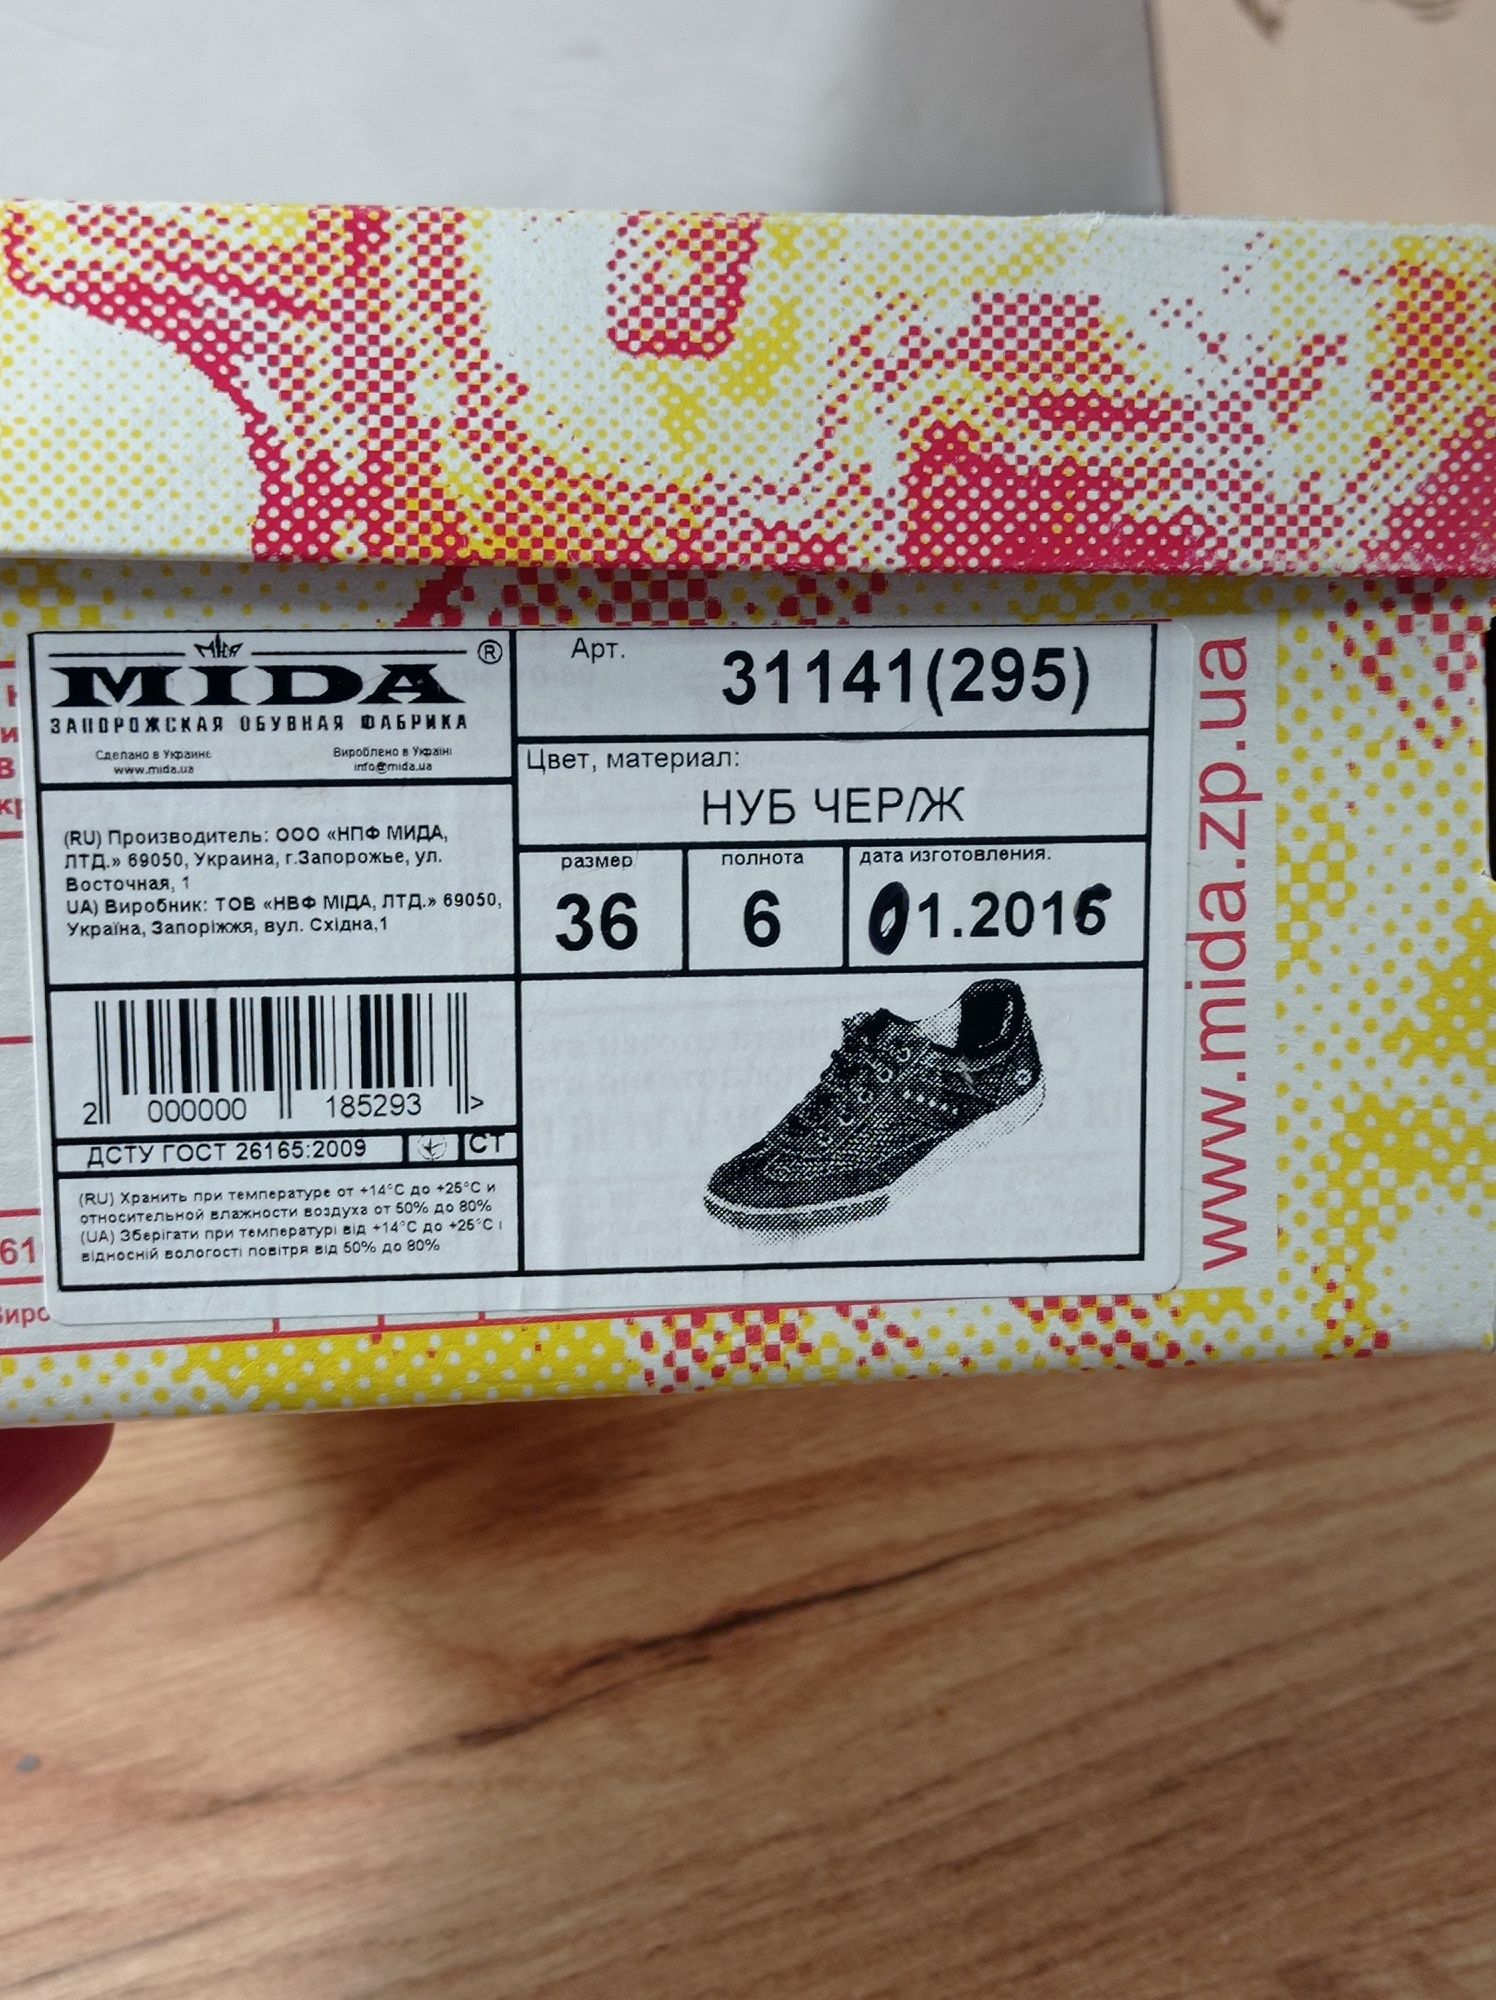 MIDA ®
ЗАПОРОЖСКАЯ ОБУВНАЯ ФАБРИКА
Сделано в Украине
www.mida.ua
Вироблено в Україні
info@mida.ua
Арт. 31141(295)
Цвет, материал:
НУБ ЧЕР/Ж
размер
36
полнота
6
дата изготовления.
01.2016
(RU) Производитель: ООО «НПФ МИДА,
ЛТД.» 69050, Украина, г.Запорожье, ул.
Восточная, 1
UA) Виробник: ТОВ «НВФ МІДА, ЛТД.» 69050,
Україна, Запоріжжя, вул. Східна,1
2 000000 185293 >
ДСТУ ГОСТ 26165:2009 СТ
(RU) Хранить при температуре от +14°С до +25°С и
относительной влажности воздуха от 50% до 80%
(UA) Зберігати при температурі від +14°С до +25°С і
відносній вологості повітря від 50% до 80%
www.mida.zp.ua
61